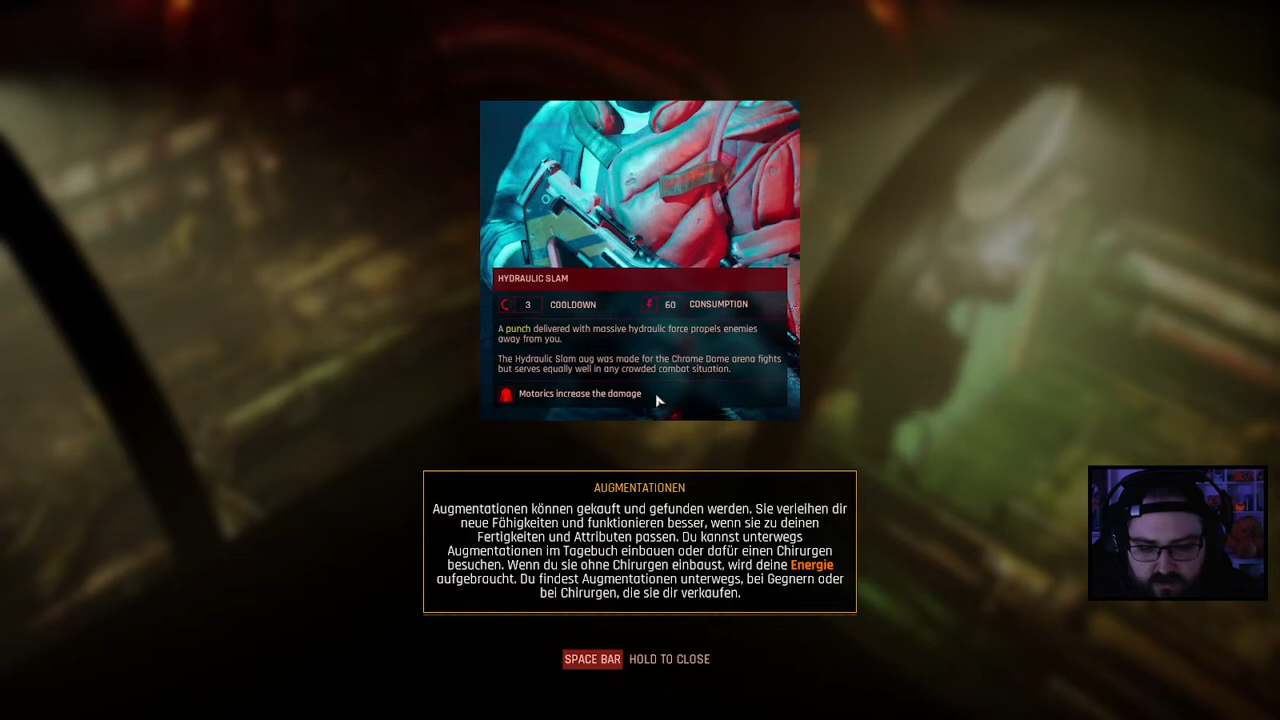 HYDRAULIC SLAM
3 COOLDOWN 60 CONSUMPTION
A punch delivered with massive hydraulic force propels enemies
away from you.
The Hydraulic Slam aug was made for the Chrome Dome arena fights
but serves equally well in any crowded combat situation.
Motorics increase the damage
AUGMENTATIONEN
Augmentationen können gekauft und gefunden werden. Sie verleihen dir
neue Fähigkeiten und funktionieren besser, wenn sie zu deinen
Fertigkeiten und Attributen passen. Du kannst unterwegs
Augmentationen im Tagebuch einbauen oder dafür einen Chirurgen
besuchen. Wenn du sie ohne Chirurgen einbaust, wird deine Energie
aufgebraucht. Du findest Augmentationen unterwegs, bei Gegnern oder
bei Chirurgen, die sie dir verkaufen.
SPACE BAR HOLD TO CLOSE